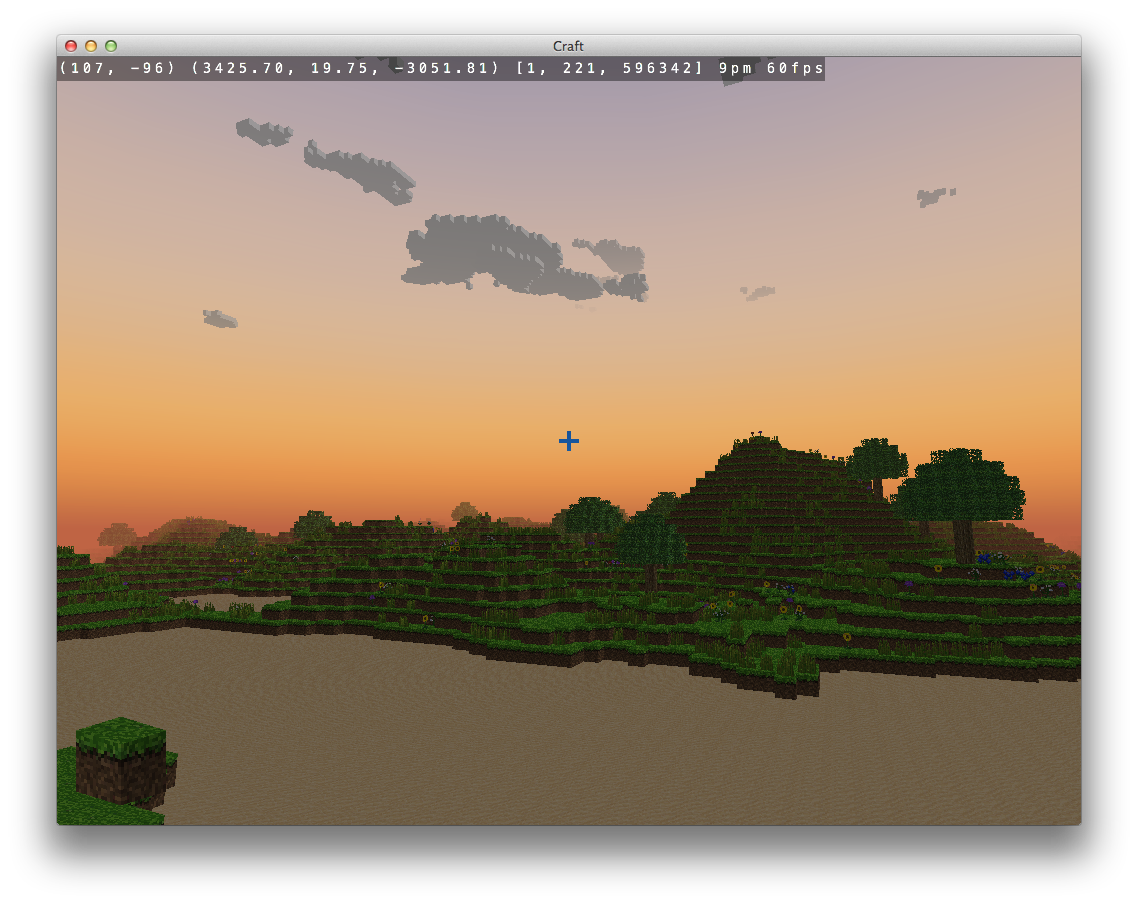 Craft
(107, -96) (3425.70, 19.75, -3051.81) [1, 221, 596342] 9pm 60fps